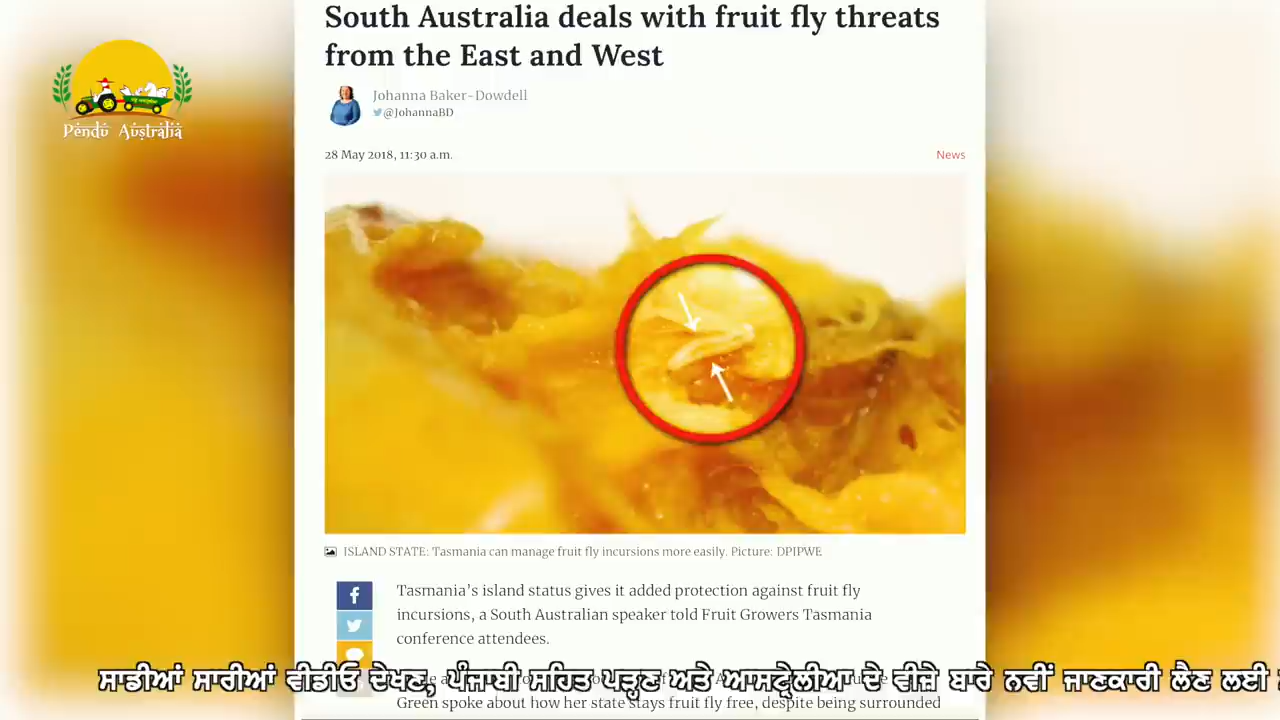 South Australia deals with fruit fly threats
from the East and West
Johanna Baker-Dowdell
@JohannaBD
28 May 2018, 11:30 a.m.
News
Pendu Australia
ISLAND STATE: Tasmania can manage fruit fly incursions more easily. Picture: DPIPWE
Tasmania's island status gives it added protection against fruit fly
incursions, a South Australian speaker told Fruit Growers Tasmania
conference attendees.
ਸਾਡੀਆਂ ਸਾਰੀਆਂ ਵੀਡੀਓ ਦੇਖਣ, ਪੰਜਾਬੀ ਸਹਿਤ ਪੜ੍ਹਣ ਅਤੇ ਆਸਟ੍ਰੇਲੀਆ ਦੇ ਵੀਜ਼ੇ ਬਾਰੇ ਨਵੀਂ ਜਾਣਕਾਰੀ ਲੈਣ ਲਈ
Green spoke about how her state stays fruit fly free, despite being surrounded